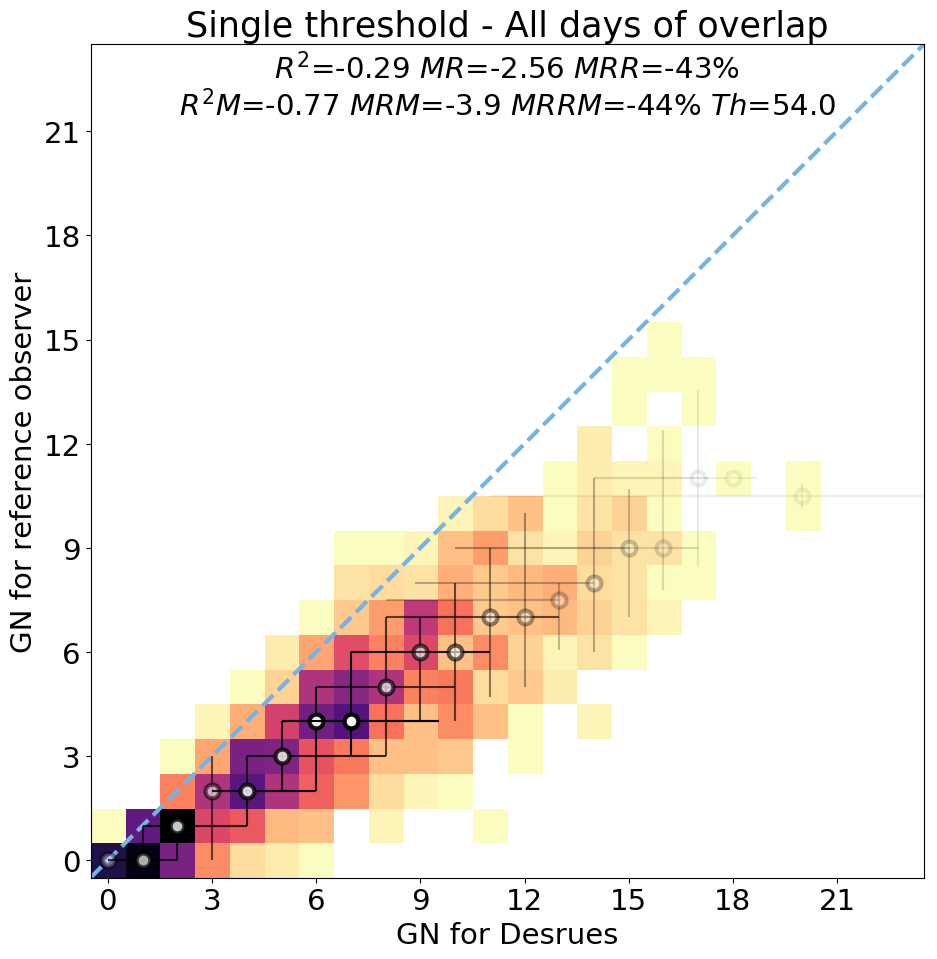 Single threshold - All days of overlap
R²=-0.29 MR=-2.56 MRR=-43%
R²M=-0.77 MRM=-3.9 MRRM=-44% Th=54.0
GN for reference observer
21
18
15
12
9
6
3
0
0 3 6 9 12 15 18 21
GN for Desrues